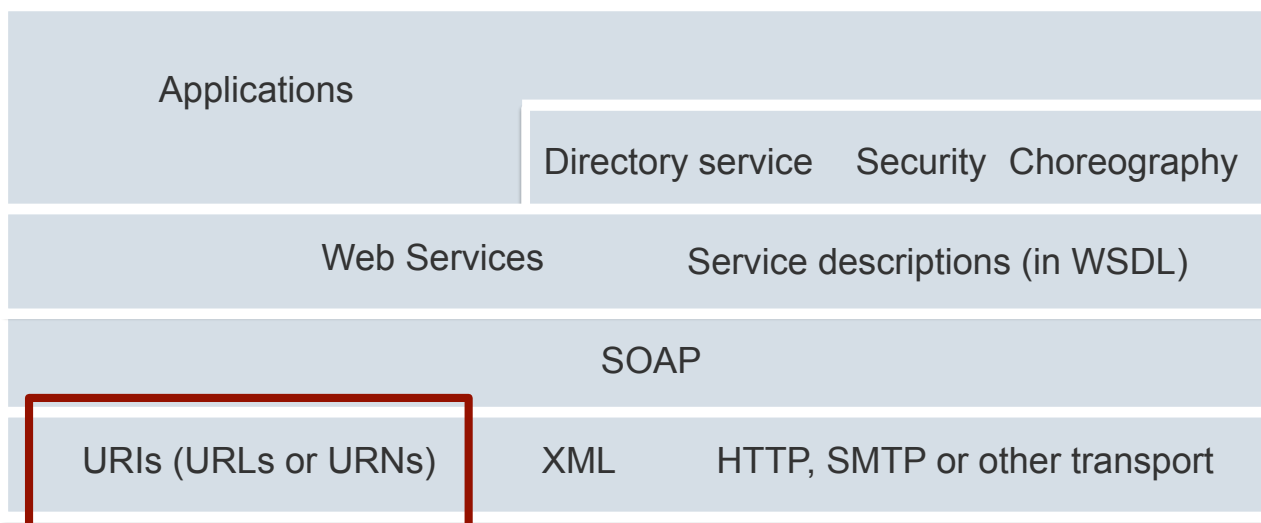 Applications
Directory service Security Choreography
Web Services Service descriptions (in WSDL)
SOAP
URIs (URLs or URNs) XML HTTP, SMTP or other transport